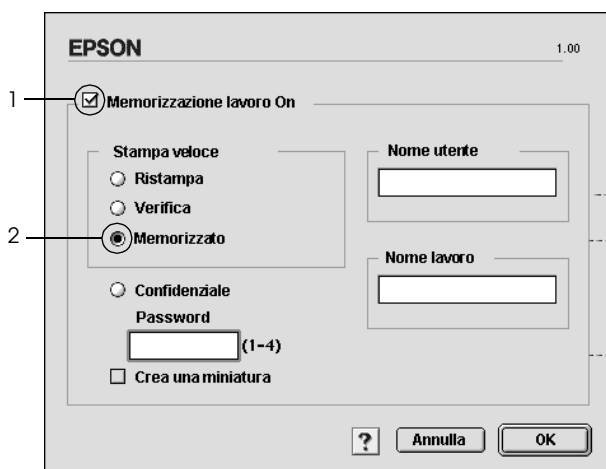 EPSON
1.00
1
Memorizzazione lavoro On
Stampa veloce
Ristampa
Verifica
2
Memorizzato
Confidenziale
Password
(1-4)
Crea una miniatura
Nome utente
Nome lavoro
?
Annulla
OK